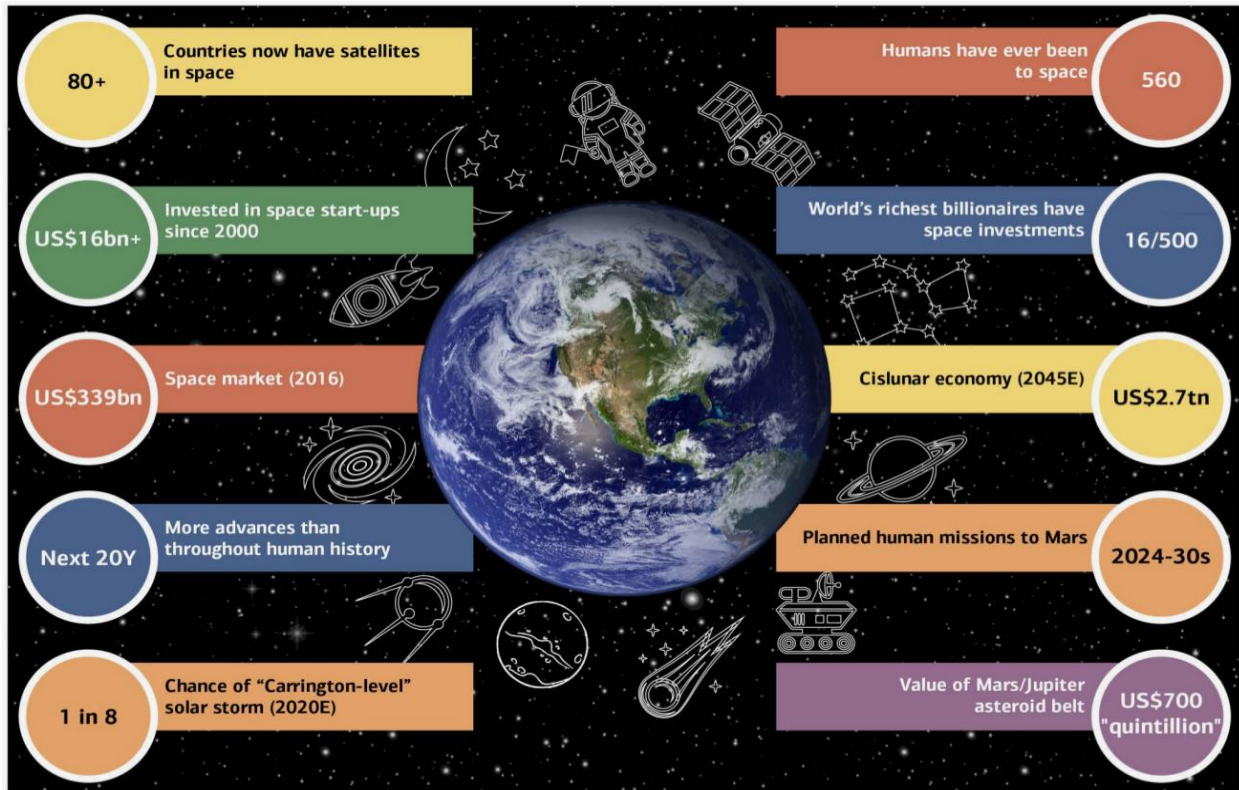 80+
Countries now have satellites
in space
US$16bn+
Invested in space start-ups
since 2000
US$339bn
Space market (2016)
Next 20Y
More advances than
throughout human history
1 in 8
Chance of “Carrington-level”
solar storm (2020E)
Humans have ever been
to space
560
World's richest billionaires have
space investments
16/500
Cislunar economy (2045E)
US$2.7tn
Planned human missions to Mars
2024-30s
Value of Mars/Jupiter
asteroid belt
US$700
"quintillion"